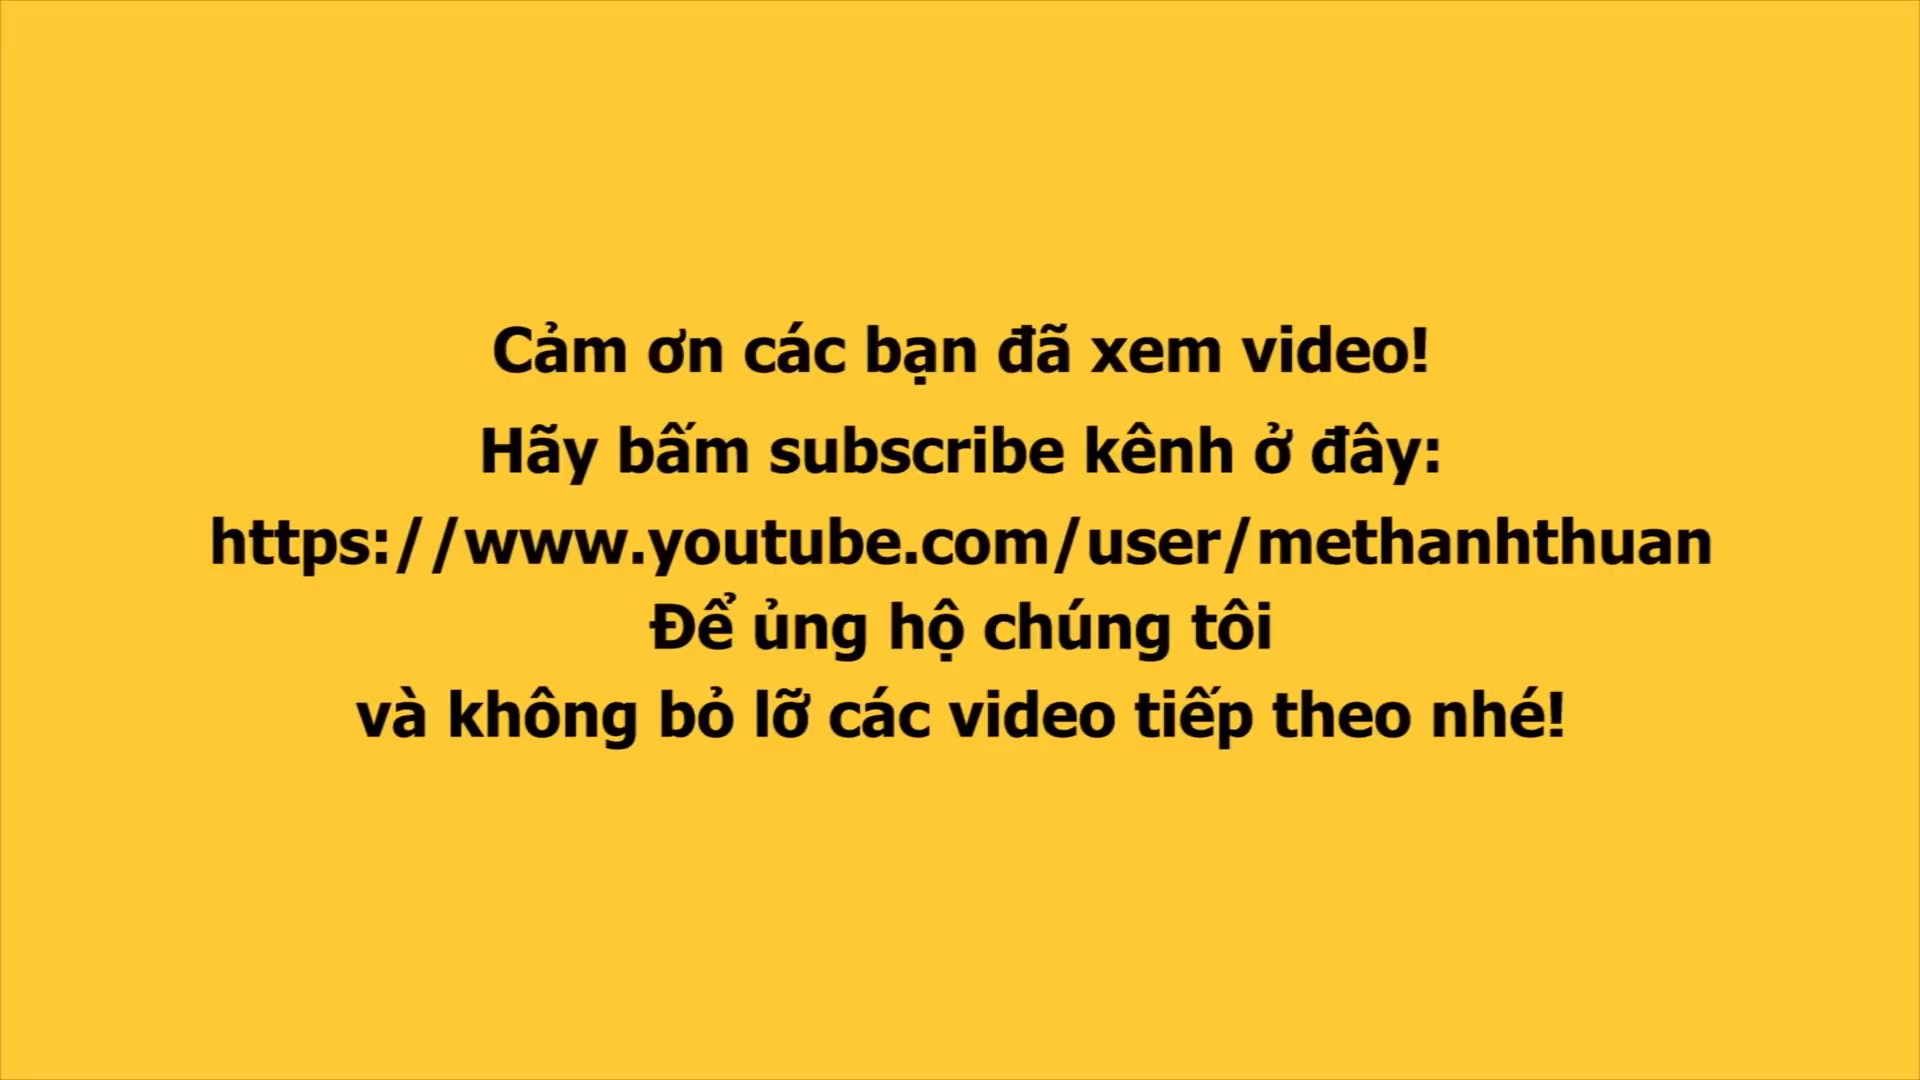 Cảm ơn các bạn đã xem video!
Hãy bấm subscribe kênh ở đây:
https://www.youtube.com/user/methanhthuan
Để ủng hộ chúng tôi
và không bỏ lỡ các video tiếp theo nhé!